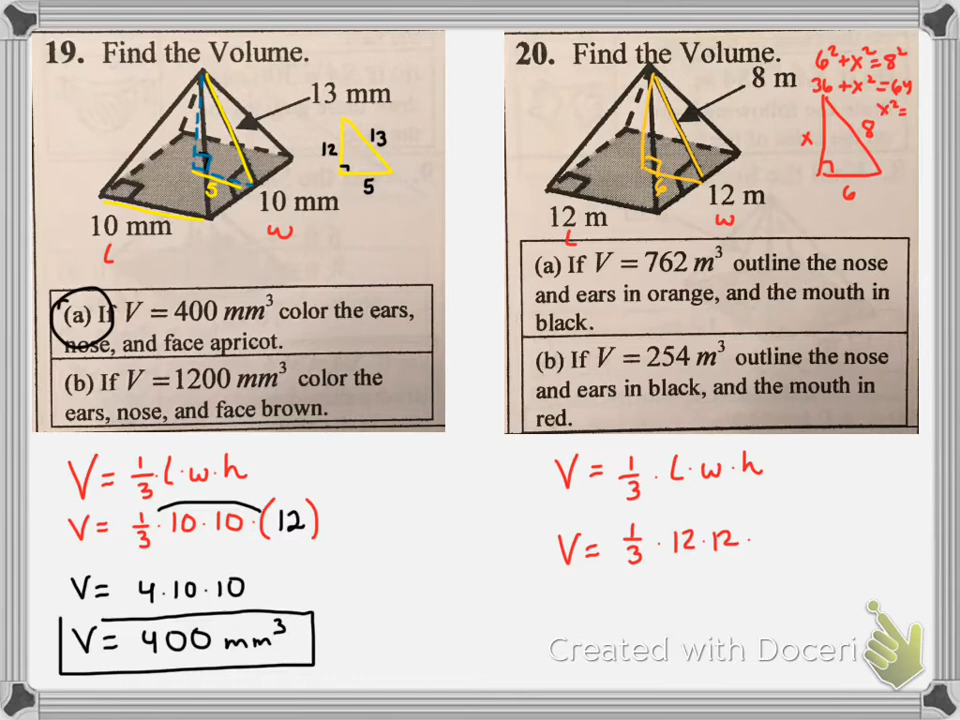 19. Find the Volume.
13 mm
12
13
5
5
10 mm
w
10 mm
L
(a) If V = 400 mm³ color the ears,
nose, and face apricot.
(b) If V = 1200 mm³ color the
ears, nose, and face brown.
V = 1/3 · l · w · h
V = 1/3 · 10 · 10 · (12)
V = 4 · 10 · 10
V = 400 mm³
20. Find the Volume.
8 m
6² + x² = 8²
36 + x² = 64
x² =
x
8
6
6
12 m
w
12 m
L
(a) If V = 762 m³ outline the nose
and ears in orange, and the mouth in
black.
(b) If V = 254 m³ outline the nose
and ears in black, and the mouth in
red.
V = 1/3 · L · w · h
V = 1/3 · 12 · 12 ·
Created with Doceri